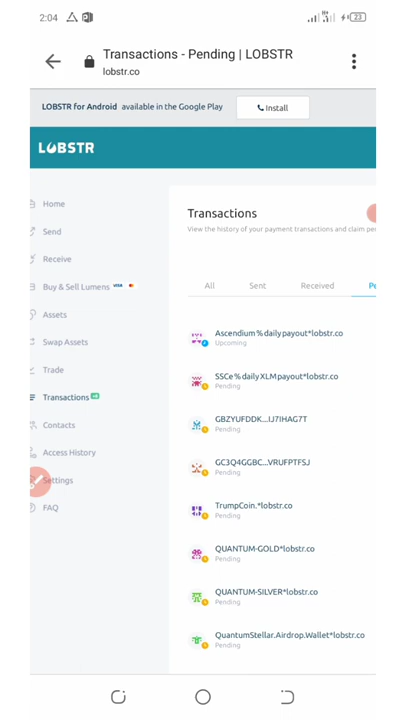 2:04
23
Transactions - Pending | LOBSTR
lobstr.co
LOBSTR for Android available in the Google Play
Install
LOBSTR
Home
Send
Receive
Buy & Sell Lumens VISA
Assets
Swap Assets
Trade
Transactions
Contacts
Access History
Settings
FAQ
Transactions
View the history of your payment transactions and claim pe
All Sent Received Pe
Ascendium % daily payout*lobstr.co
Upcoming
SSCe % daily XLM payout*lobstr.co
Pending
GBZYUFDDK...IJ7IHAG7T
Pending
GC3Q4GGBC...VRUFPTFSJ
Pending
TrumpCoin.*lobstr.co
Pending
QUANTUM-GOLD*lobstr.co
Pending
QUANTUM-SILVER*lobstr.co
Pending
QuantumStellar.Airdrop.Wallet*lobstr.co
Pending